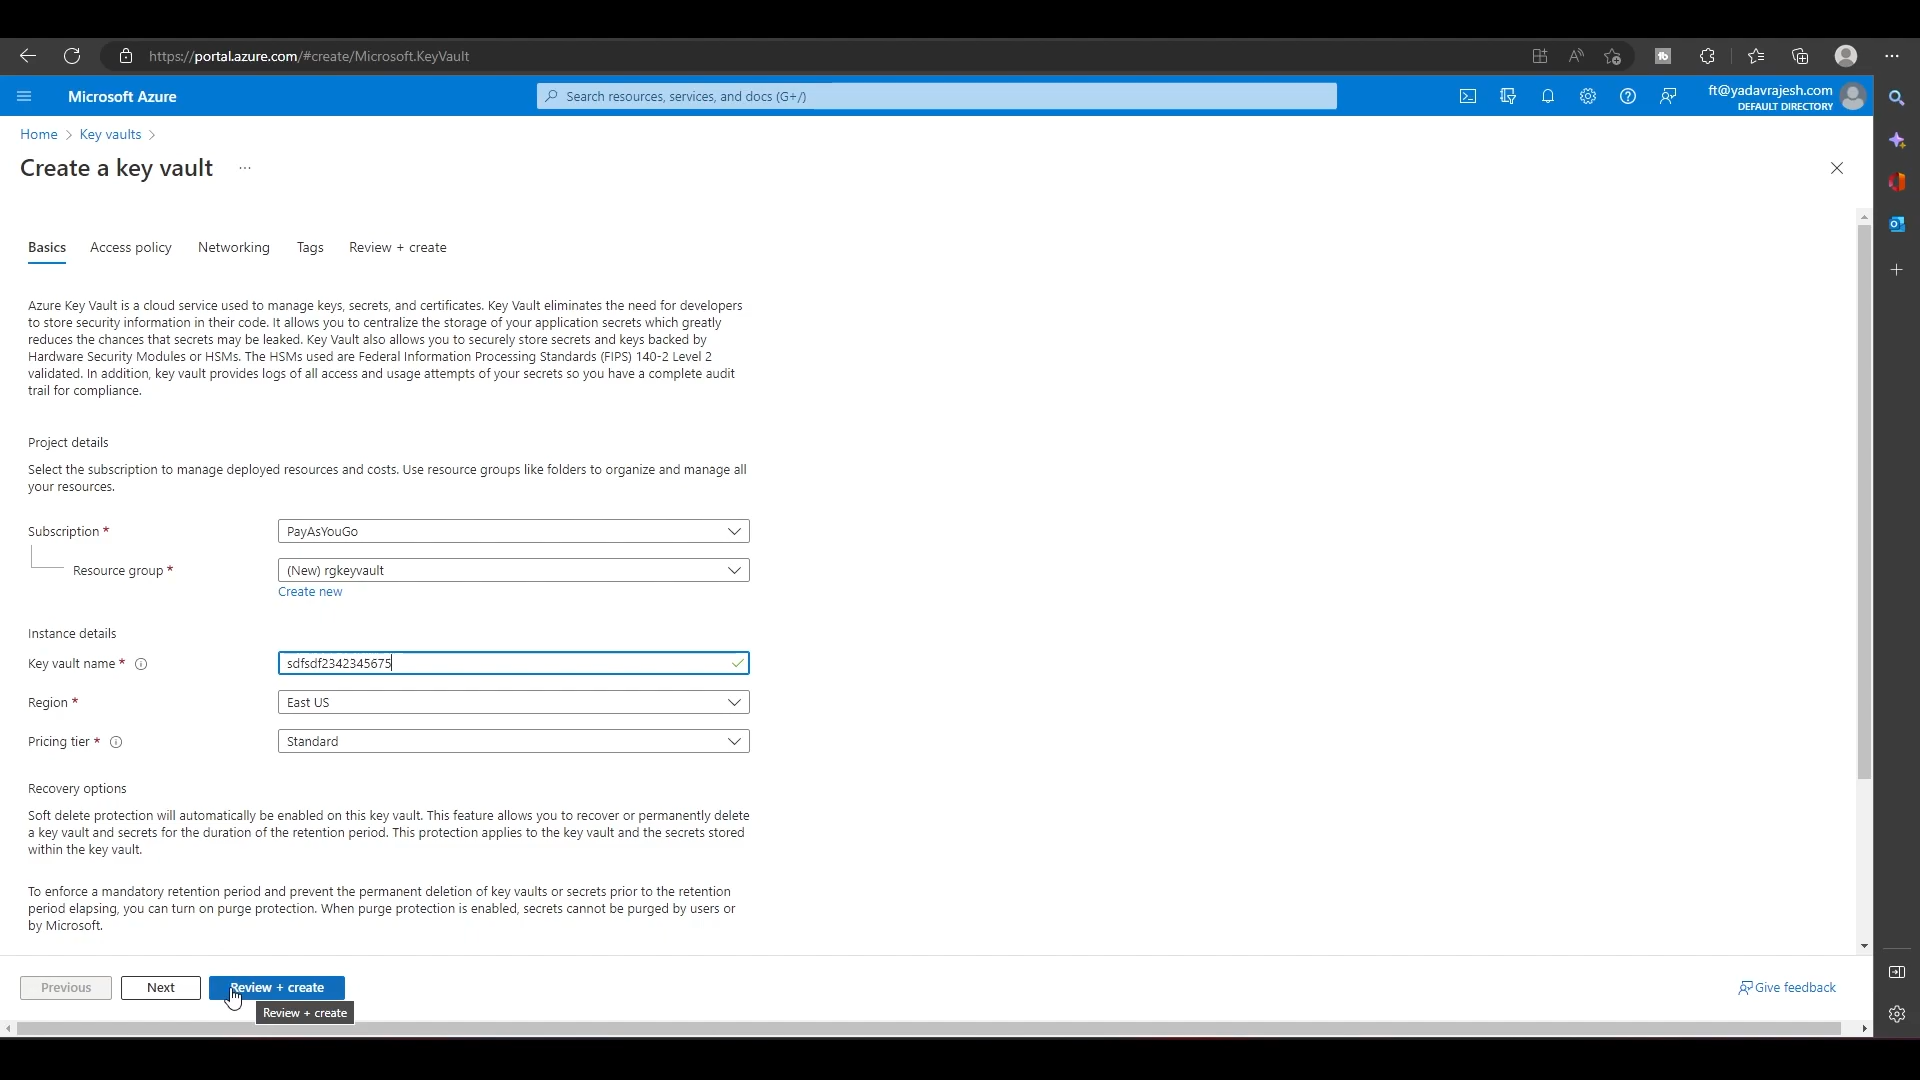 https://portal.azure.com/#create/Microsoft.KeyVault
Microsoft Azure
Search resources, services, and docs (G+/)
ft@yadavrajesh.com
DEFAULT DIRECTORY
Home > Key vaults >
Create a key vault ...
Basics Access policy Networking Tags Review + create
Azure Key Vault is a cloud service used to manage keys, secrets, and certificates. Key Vault eliminates the need for developers
to store security information in their code. It allows you to centralize the storage of your application secrets which greatly
reduces the chances that secrets may be leaked. Key Vault also allows you to securely store secrets and keys backed by
Hardware Security Modules or HSMs. The HSMs used are Federal Information Processing Standards (FIPS) 140-2 Level 2
validated. In addition, key vault provides logs of all access and usage attempts of your secrets so you have a complete audit
trail for compliance.
Project details
Select the subscription to manage deployed resources and costs. Use resource groups like folders to organize and manage all
your resources.
Subscription * PayAsYouGo
Resource group * (New) rgkeyvault
Create new
Instance details
Key vault name * sdfsdf2342345675
Region * East US
Pricing tier * Standard
Recovery options
Soft delete protection will automatically be enabled on this key vault. This feature allows you to recover or permanently delete
a key vault and secrets for the duration of the retention period. This protection applies to the key vault and the secrets stored
within the key vault.
To enforce a mandatory retention period and prevent the permanent deletion of key vaults or secrets prior to the retention
period elapsing, you can turn on purge protection. When purge protection is enabled, secrets cannot be purged by users or
by Microsoft.
Previous Next Review + create Give feedback
Review + create